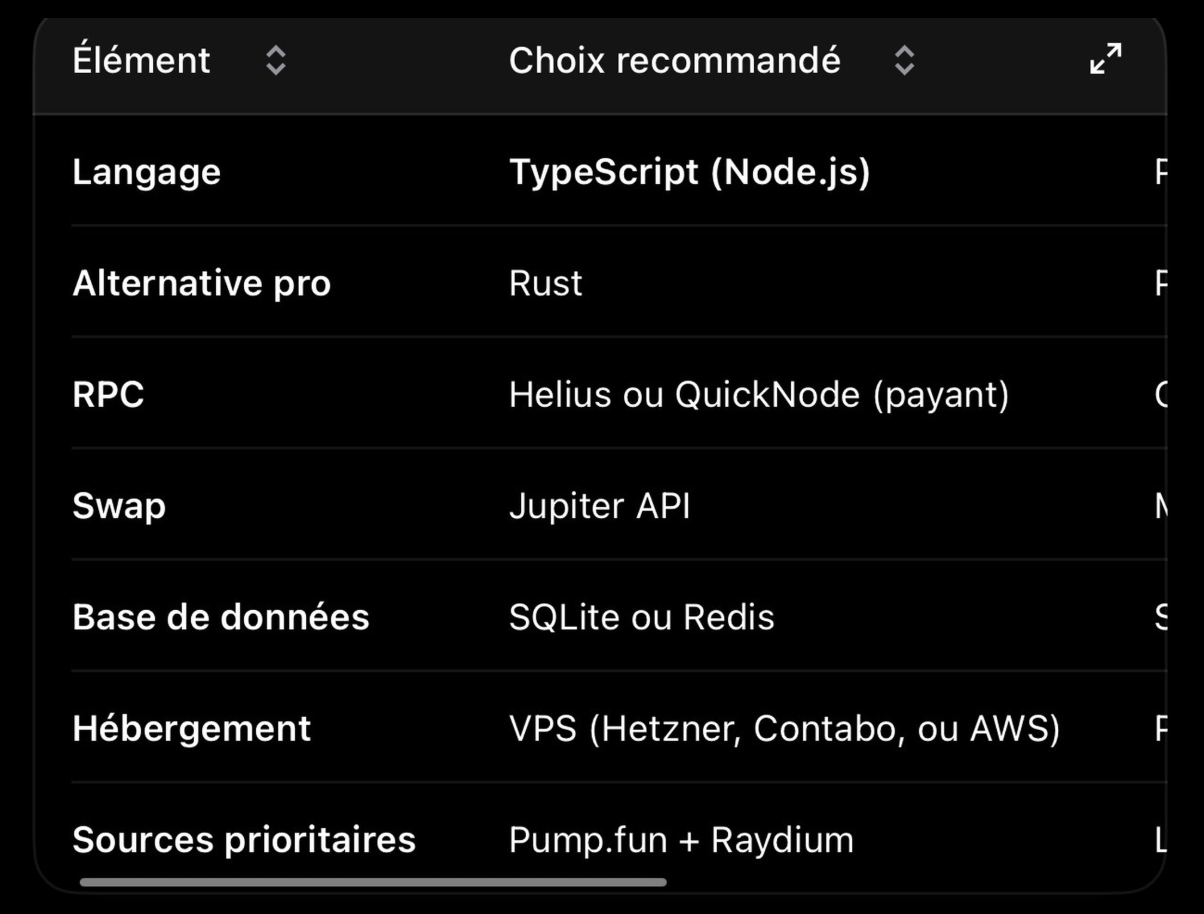 Élément Choix recommandé
Langage TypeScript (Node.js)
Alternative pro Rust
RPC Helius ou QuickNode (payant)
Swap Jupiter API
Base de données SQLite ou Redis
Hébergement VPS (Hetzner, Contabo, ou AWS)
Sources prioritaires Pump.fun + Raydium